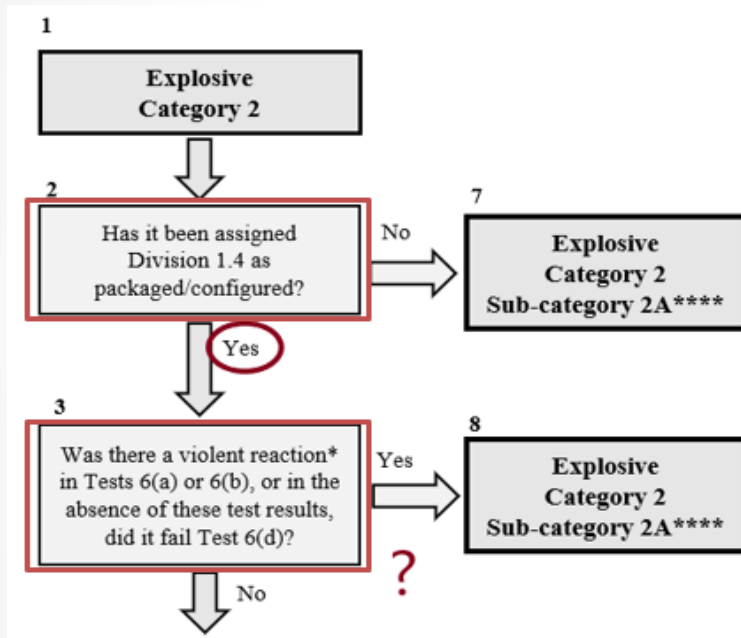 1
Explosive
Category 2
2
Has it been assigned
Division 1.4 as
packaged/configured?
No
7
Explosive
Category 2
Sub-category 2A****
Yes
3
Was there a violent reaction*
in Tests 6(a) or 6(b), or in the
absence of these test results,
did it fail Test 6(d)?
Yes
8
Explosive
Category 2
Sub-category 2A****
?
No